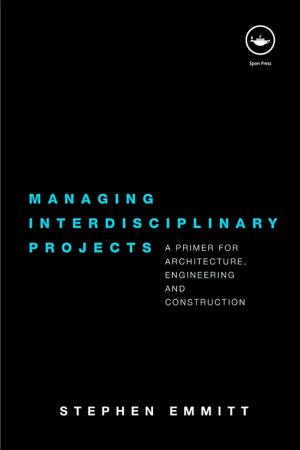 Spon Press
MANAGING
INTERDISCIPLINARY
PROJECTS
A PRIMER FOR
ARCHITECTURE,
ENGINEERING
AND
CONSTRUCTION
STEPHEN EMMITT